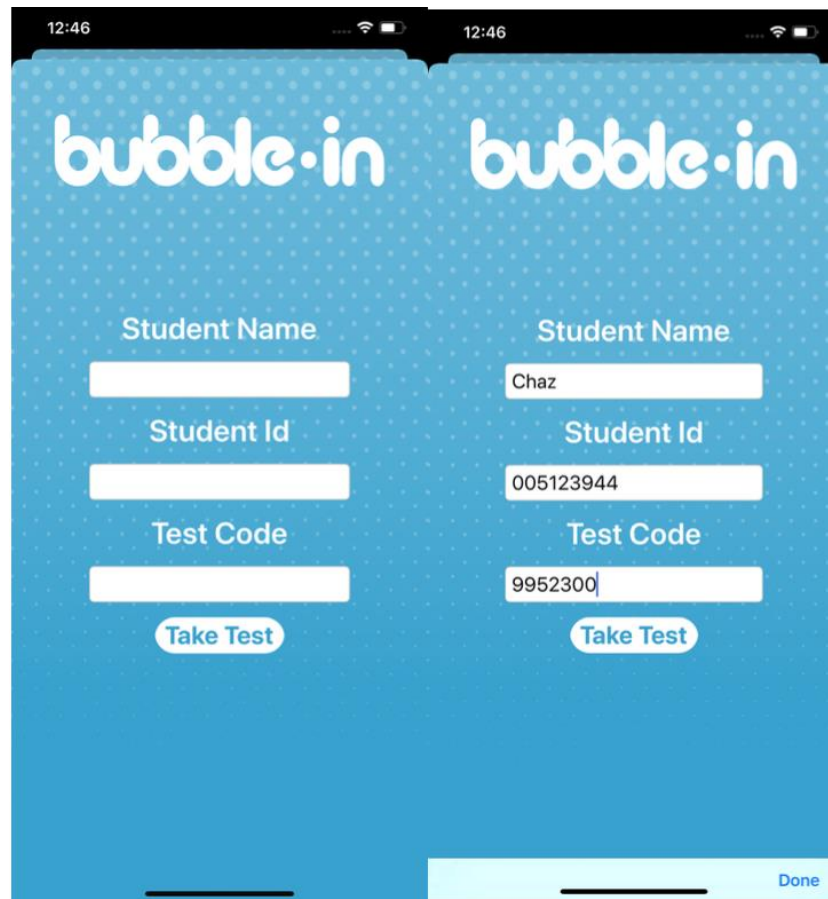 12:46
bubble·in
Student Name
Student Id
Test Code
Take Test
12:46
bubble·in
Student Name
Chaz
Student Id
005123944
Test Code
9952300
Take Test
Done